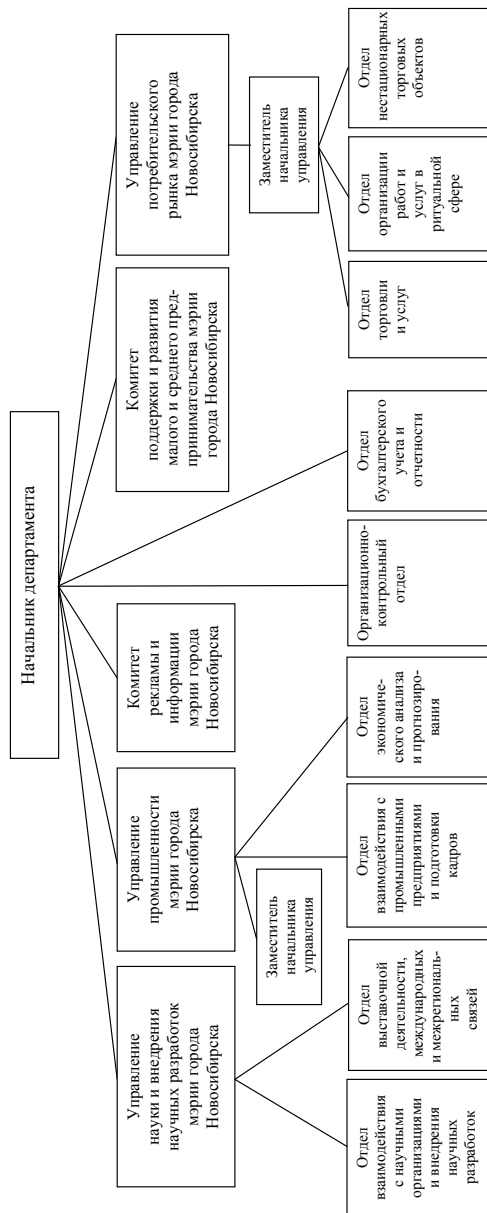 Начальник департамента
Управление
науки и внедрения
научных разработок
мэрии города
Новосибирска
Управление
промышленности
мэрии города
Новосибирска
Комитет
рекламы и
информации
мэрии города
Новосибирска
Комитет
поддержки и развития
малого и среднего пред-
принимательства мэрии
города Новосибирска
Управление
потребительского
рынка мэрии города
Новосибирска
Заместитель
начальника
управления
Заместитель
начальника
управления
Отдел
взаимодействия
с научными
организациями
и внедрения
научных
разработок
Отдел
выставочной
деятельности,
международных
и межрегиональ-
ных
связей
Отдел
взаимодействия с
промышленными
предприятиями
и подготовки
кадров
Отдел
экономиче-
ского анализа
и прогнозиро-
вания
Организационно-
контрольный
отдел
Отдел
бухгалтерского
учета и
отчетности
Отдел
торговли
и услуг
Отдел
организации
работ и
услуг в
ритуальной
сфере
Отдел
нестационарных
торговых
объектов